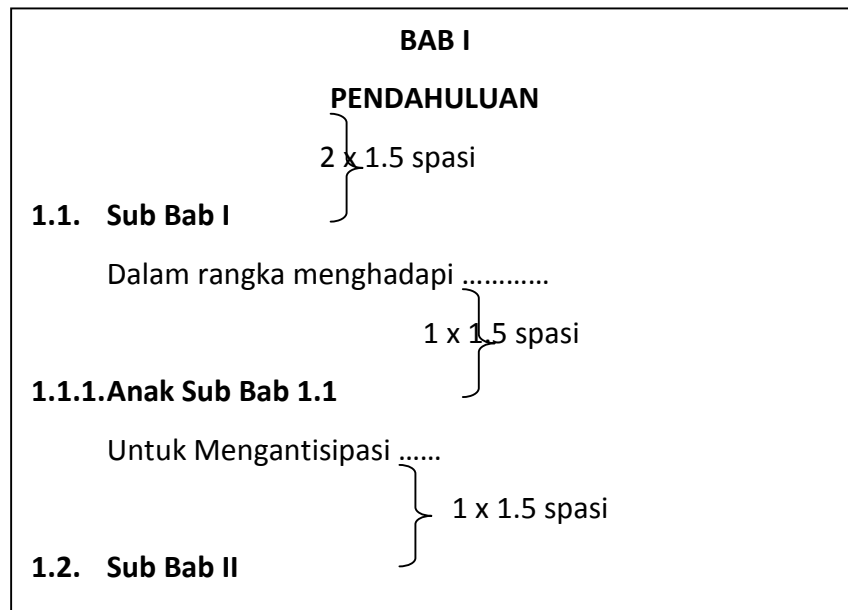 BAB I
PENDAHULUAN
2 x 1.5 spasi
1.1. Sub Bab I
Dalam rangka menghadapi …………
1 x 1.5 spasi
1.1.1.Anak Sub Bab 1.1
Untuk Mengantisipasi ……
1 x 1.5 spasi
1.2. Sub Bab II